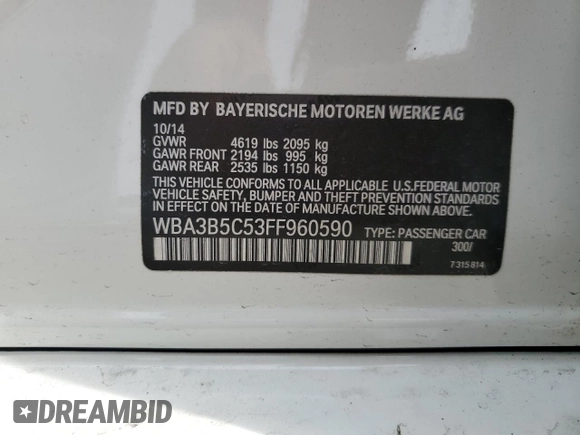 MFD BY BAYERISCHE MOTOREN WERKE AG
10/14
GVWR 4619 lbs 2095 kg
GAWR FRONT 2194 lbs 995 kg
GAWR REAR 2535 lbs 1150 kg
THIS VEHICLE CONFORMS TO ALL APPLICABLE U.S.FEDERAL MOTOR
VEHICLE SAFETY, BUMPER AND THEFT PREVENTION STANDARDS
IN EFFECT ON THE DATE OF MANUFACTURE SHOWN ABOVE.
WBA3B5C53FF960590 TYPE: PASSENGER CAR
300/
7315814
DREAMBID